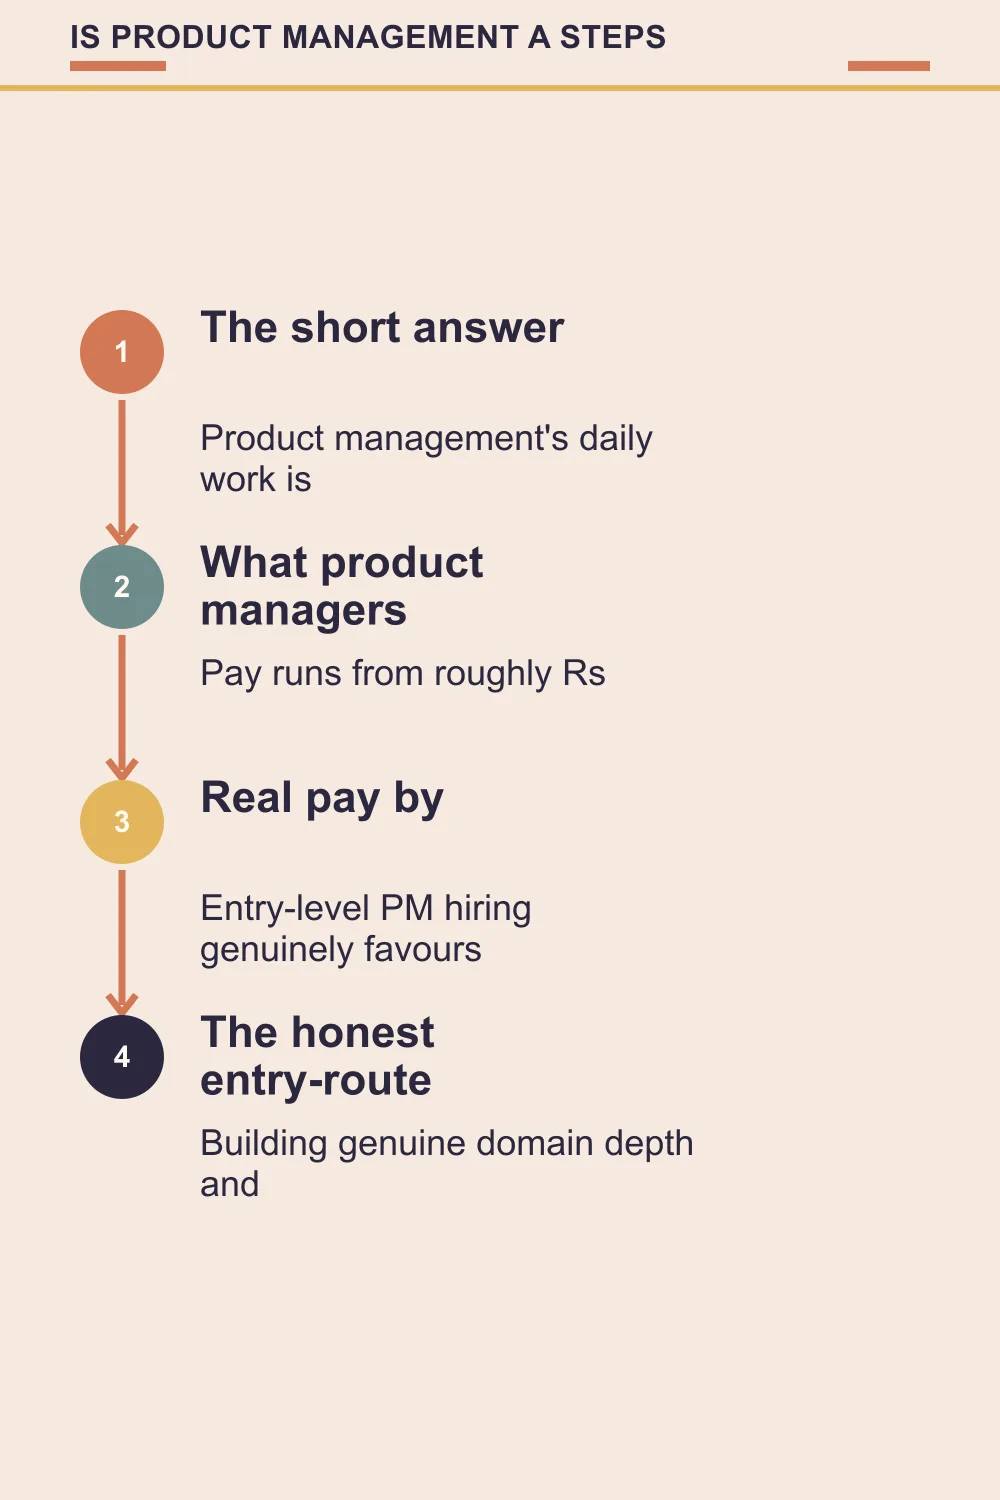 IS PRODUCT MANAGEMENT A STEPS
1
The short answer
Product management's daily
work is
2
What product
managers
Pay runs from roughly Rs
3
Real pay by
Entry-level PM hiring
genuinely favours
4
The honest
entry-route
Building genuine domain depth
and